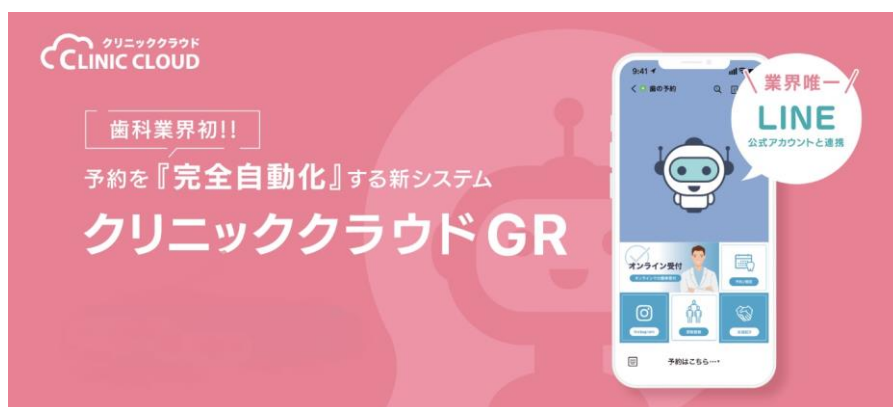 クリニッククラウド
CLINIC CLOUD
歯科業界初!!
予約を『完全自動化』する新システム
クリニッククラウド GR
9:41
歯の予約
業界唯一
LINE
公式アカウントと連携
オンライン受付
Instagram
予約はこちら